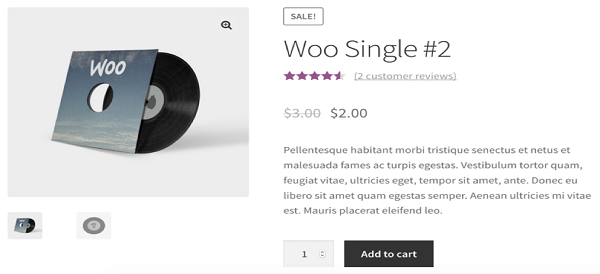 SALE!
Woo Single #2
(2 customer reviews)
$3.00 $2.00
Pellentesque habitant morbi tristique senectus et netus et
malesuada fames ac turpis egestas. Vestibulum tortor quam,
feugiat vitae, ultricies eget, tempor sit amet, ante. Donec eu
libero sit amet quam egestas semper. Aenean ultricies mi vitae
est. Mauris placerat eleifend leo.
1
Add to cart
WOO